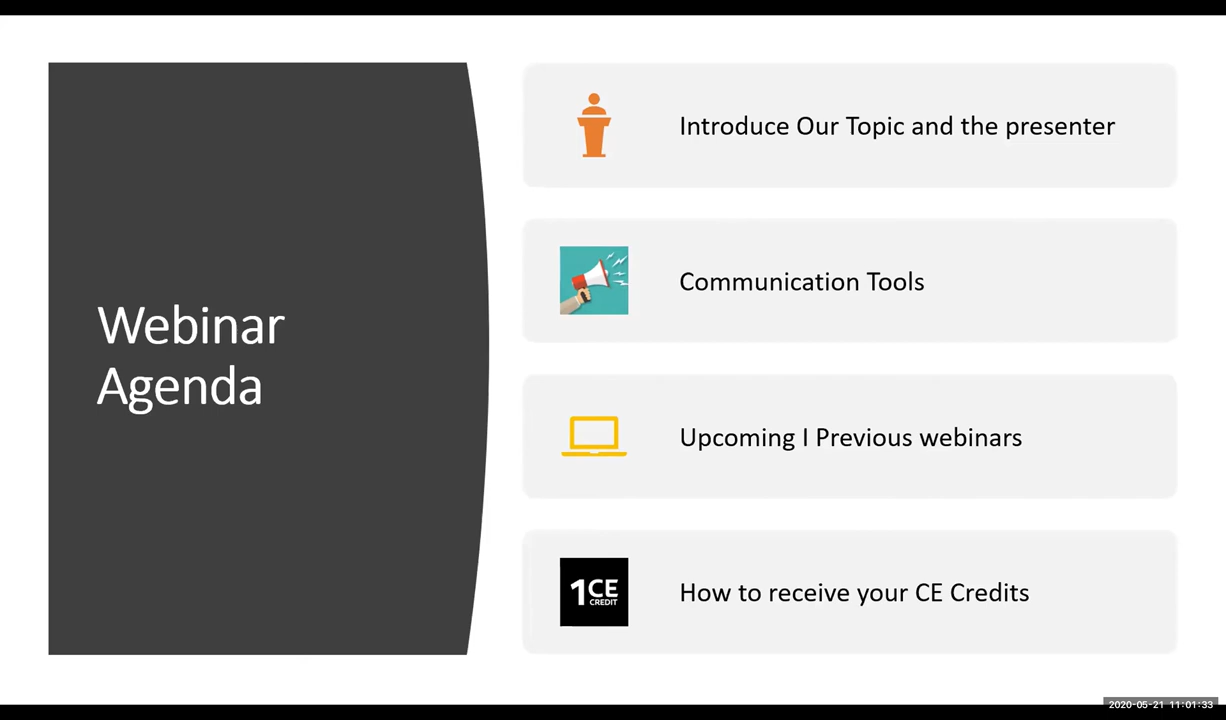 Webinar
Agenda
Introduce Our Topic and the presenter
Communication Tools
Upcoming I Previous webinars
1CE
CREDIT
How to receive your CE Credits
2020-05-21 11:01:33